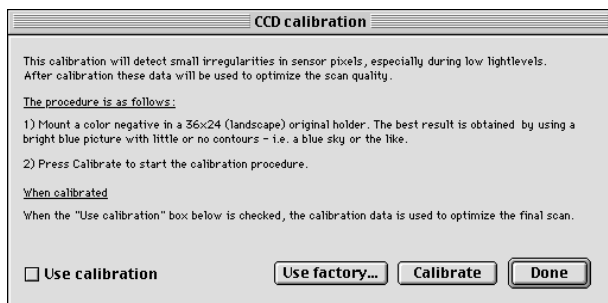 CCD calibration
This calibration will detect small irregularities in sensor pixels, especially during low lightlevels.
After calibration these data will be used to optimize the scan quality.
The procedure is as follows:
1) Mount a color negative in a 36x24 (landscape) original holder. The best result is obtained by using a
bright blue picture with little or no contours - i.e. a blue sky or the like.
2) Press Calibrate to start the calibration procedure.
When calibrated
When the "Use calibration" box below is checked, the calibration data is used to optimize the final scan.
Use calibration Use factory... Calibrate Done